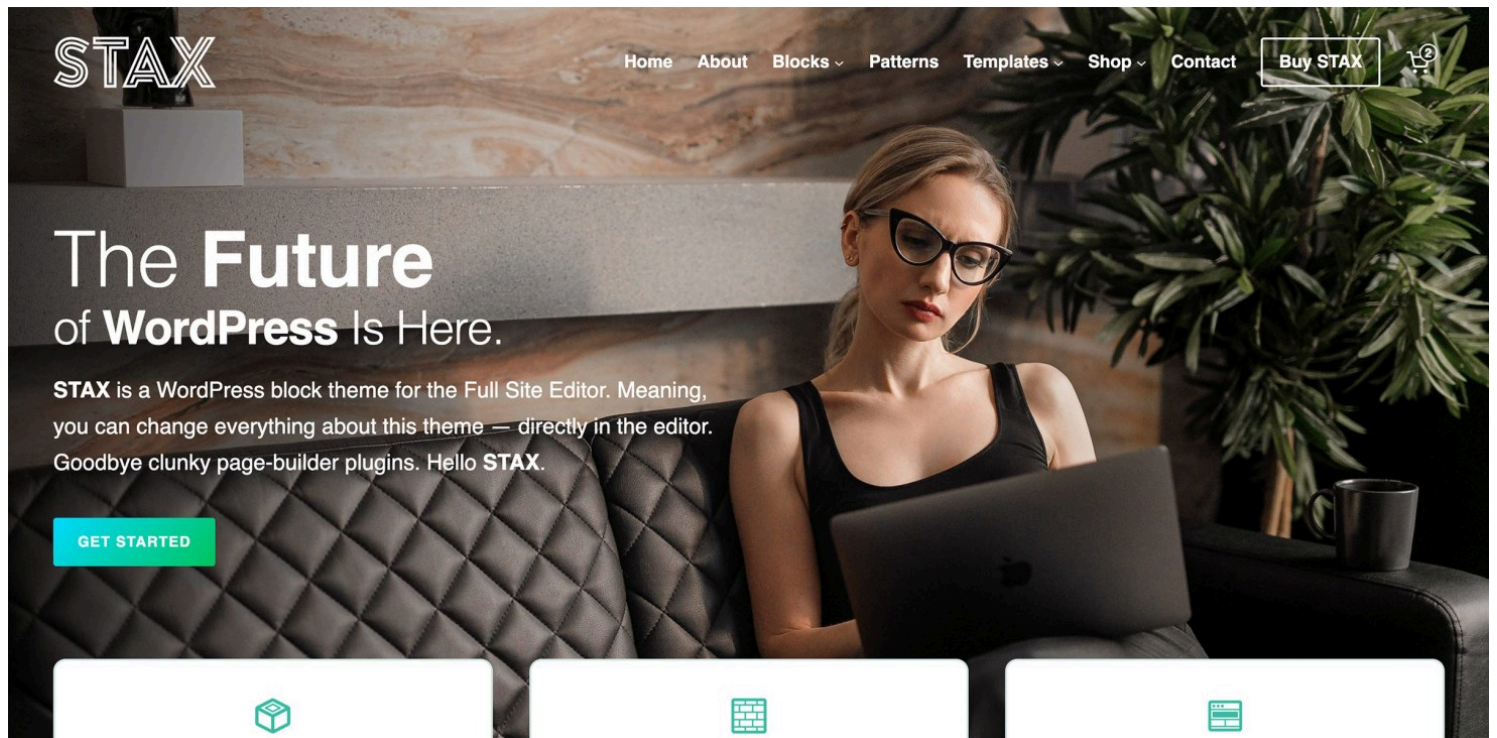 STAX
Home About Blocks Patterns Templates Shop Contact Buy STAX 2
The Future
of WordPress Is Here.
STAX is a WordPress block theme for the Full Site Editor. Meaning,
you can change everything about this theme — directly in the editor.
Goodbye clunky page-builder plugins. Hello STAX.
GET STARTED